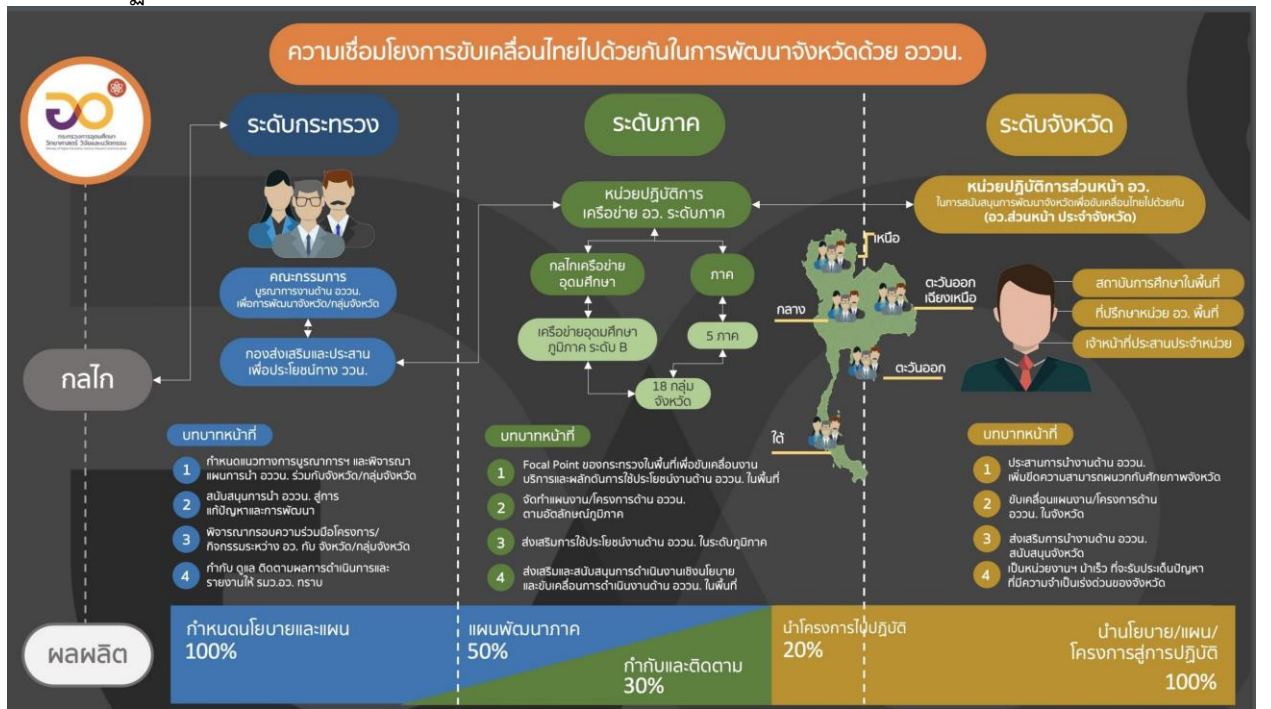 ความเชื่อมโยงการขับเคลื่อนไทยไปด้วยกันในการพัฒนาจังหวัดด้วย อววน.
กระทรวงการอุดมศึกษา
วิทยาศาสตร์ วิจัยและนวัตกรรม
ระดับกระทรวง
ระดับภาค
ระดับจังหวัด
คณะกรรมการ
บูรณาการงานด้าน อววน.
เพื่อการพัฒนาจังหวัด/กลุ่มจังหวัด
กองส่งเสริมและประสาน
เพื่อประโยชน์ทาง ววน.
หน่วยปฏิบัติการ
เครือข่าย อว. ระดับภาค
กลไกเครือข่าย
อุดมศึกษา
ภาค
เครือข่ายอุดมศึกษา
ภูมิภาค ระดับ B
5 ภาค
18 กลุ่ม
จังหวัด
หน่วยปฏิบัติการส่วนหน้า อว.
ในการสนับสนุนการพัฒนาจังหวัดเพื่อขับเคลื่อนไทยไปด้วยกัน
(อว.ส่วนหน้า ประจำจังหวัด)
เหนือ
ตะวันออก
เฉียงเหนือ
กลาง
ตะวันออก
ใต้
สถาบันการศึกษาในพื้นที่
ที่ปรึกษาหน่วย อว. พื้นที่
เจ้าหน้าที่ประสานประจำหน่วย
กลไก
บทบาทหน้าที่
1 กำหนดแนวทางการบูรณาการฯ และพิจารณา
แผนการนำ อววน. ร่วมกับจังหวัด/กลุ่มจังหวัด
2 สนับสนุนการนำ อววน. สู่การ
แก้ปัญหาและการพัฒนา
3 พิจารณากรอบความร่วมมือโครงการ/
กิจกรรมระหว่าง อว. กับ จังหวัด/กลุ่มจังหวัด
4 กำกับ ดูแล ติดตามผลการดำเนินการและ
รายงานให้ รมว.อว. ทราบ
บทบาทหน้าที่
1 Focal Point ของกระทรวงในพื้นที่เพื่อขับเคลื่อนงาน
บริการและผลักดันการใช้ประโยชน์งานด้าน อววน. ในพื้นที่
2 จัดทำแผนงาน/โครงการด้าน อววน.
ตามอัตลักษณ์ภูมิภาค
3 ส่งเสริมการใช้ประโยชน์งานด้าน อววน. ในระดับภูมิภาค
4 ส่งเสริมและสนับสนุนการดำเนินงานเชิงนโยบาย
และขับเคลื่อนการดำเนินงานด้าน อววน. ในพื้นที่
บทบาทหน้าที่
1 ประสานการนำงานด้าน อววน.
เพิ่มขีดความสามารถผนวกกับศักยภาพจังหวัด
2 ขับเคลื่อนแผนงาน/โครงการด้าน
อววน. ในจังหวัด
3 ส่งเสริมการนำงานด้าน อววน.
สนับสนุนจังหวัด
4 เป็นหน่วยงานฯ ม้าเร็ว ที่จะรับประเด็นปัญหา
ที่มีความจำเป็นเร่งด่วนของจังหวัด
ผลผลิต
กำหนดนโยบายและแผน
100%
แผนพัฒนาภาค
50%
กำกับและติดตาม
30%
นำโครงการไปปฏิบัติ
20%
นำนโยบาย/แผน/
โครงการสู่การปฏิบัติ
100%